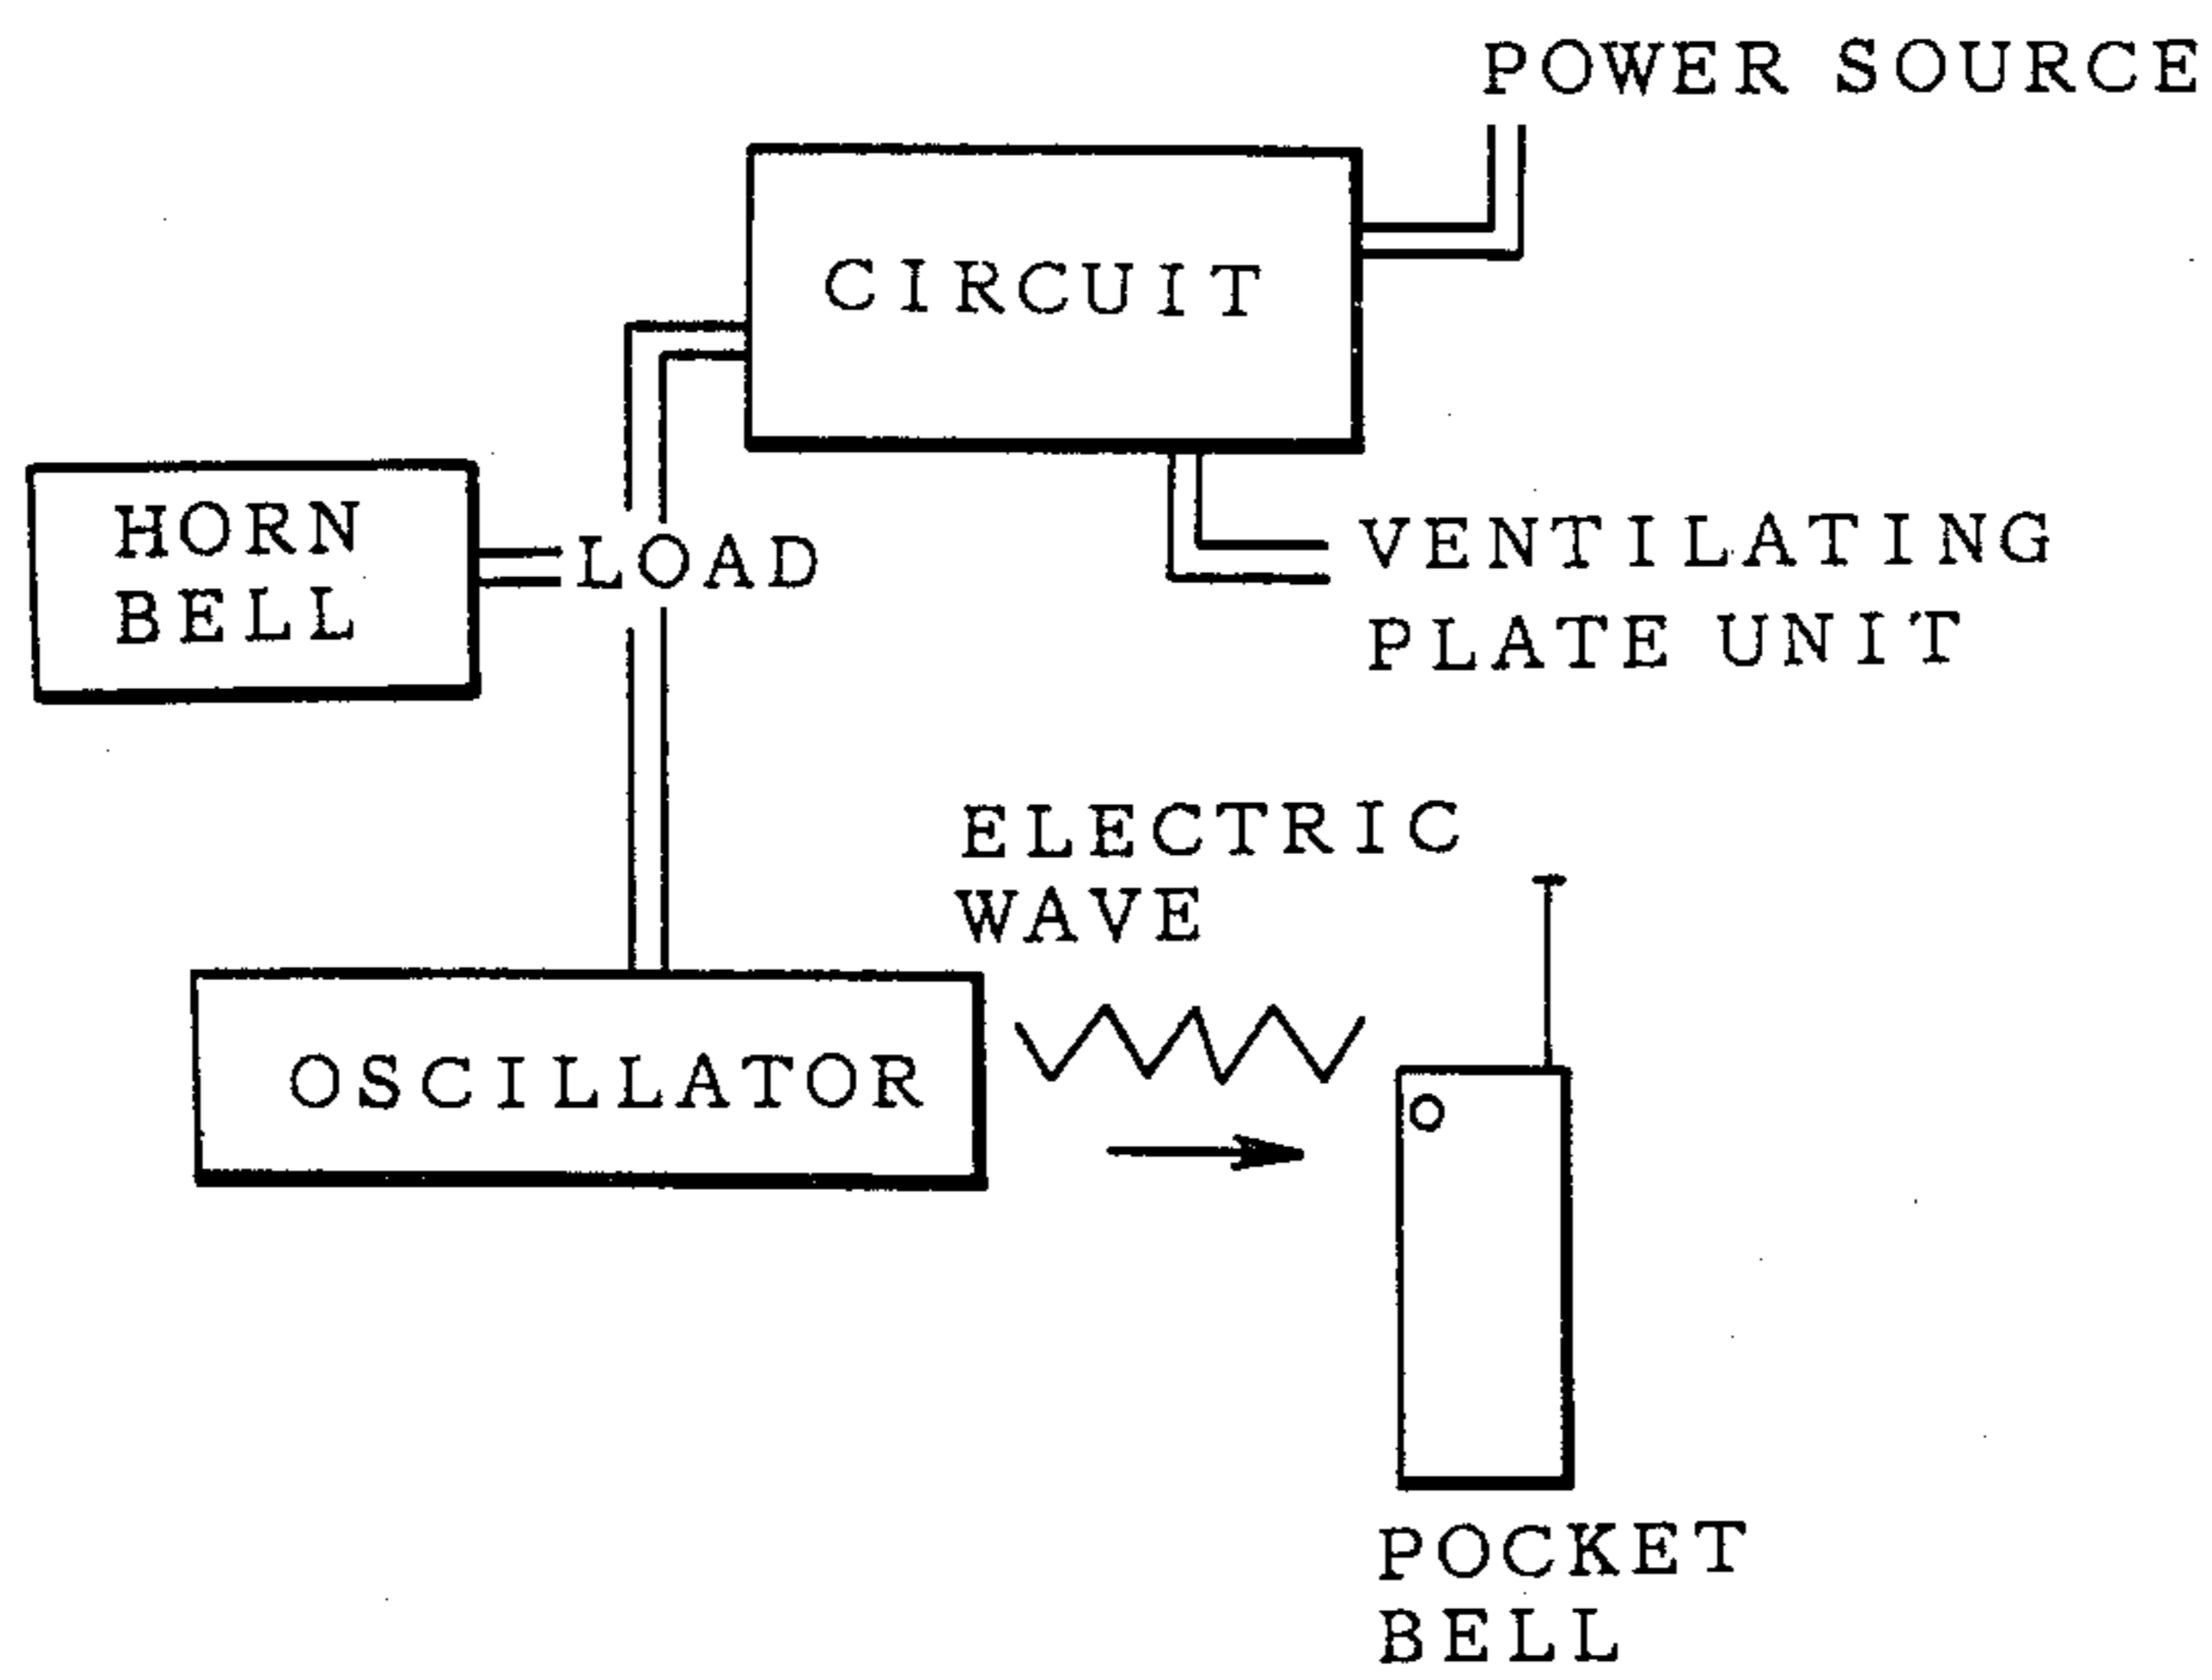 POWER SOURCE
CIRCUIT
HORN
BELL
LOAD
VENTILATING
PLATE UNIT
ELECTRIC
WAVE
OSCILLATOR
POCKET
BELL